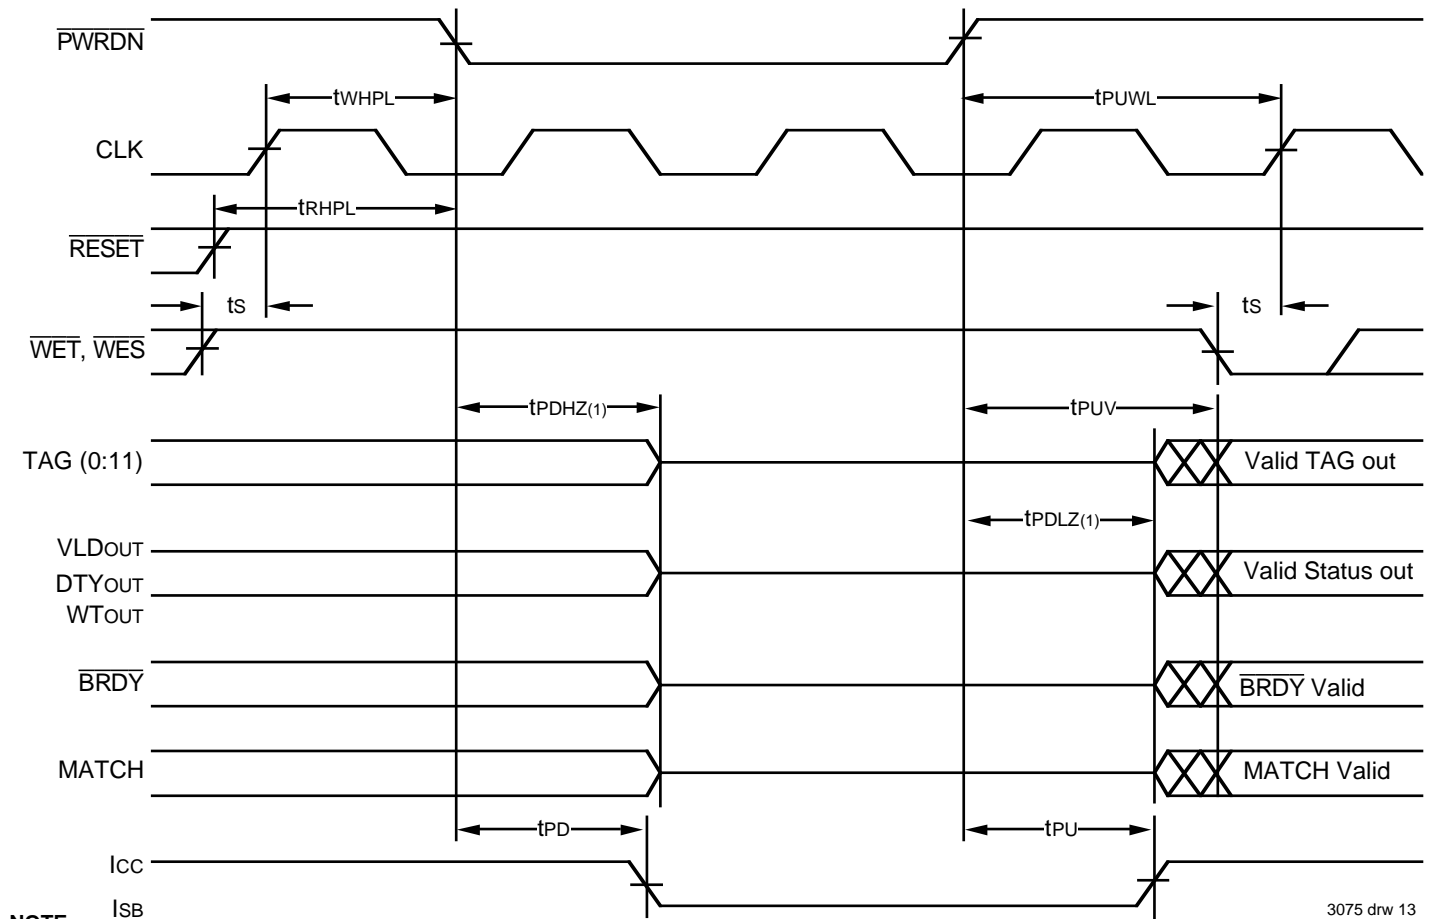 PWRDN
tWHPL
tPUWL
CLK
tRHPL
RESET
tS
tS
WET, WES
tPDHZ(1)
tPUV
TAG (0:11)
Valid TAG out
tPDLZ(1)
VLDOUT
DTYOUT
Valid Status out
WTOUT
BRDY
BRDY Valid
MATCH
MATCH Valid
tPD
tPU
ICC
ISB
3075 drw 13
NOTE